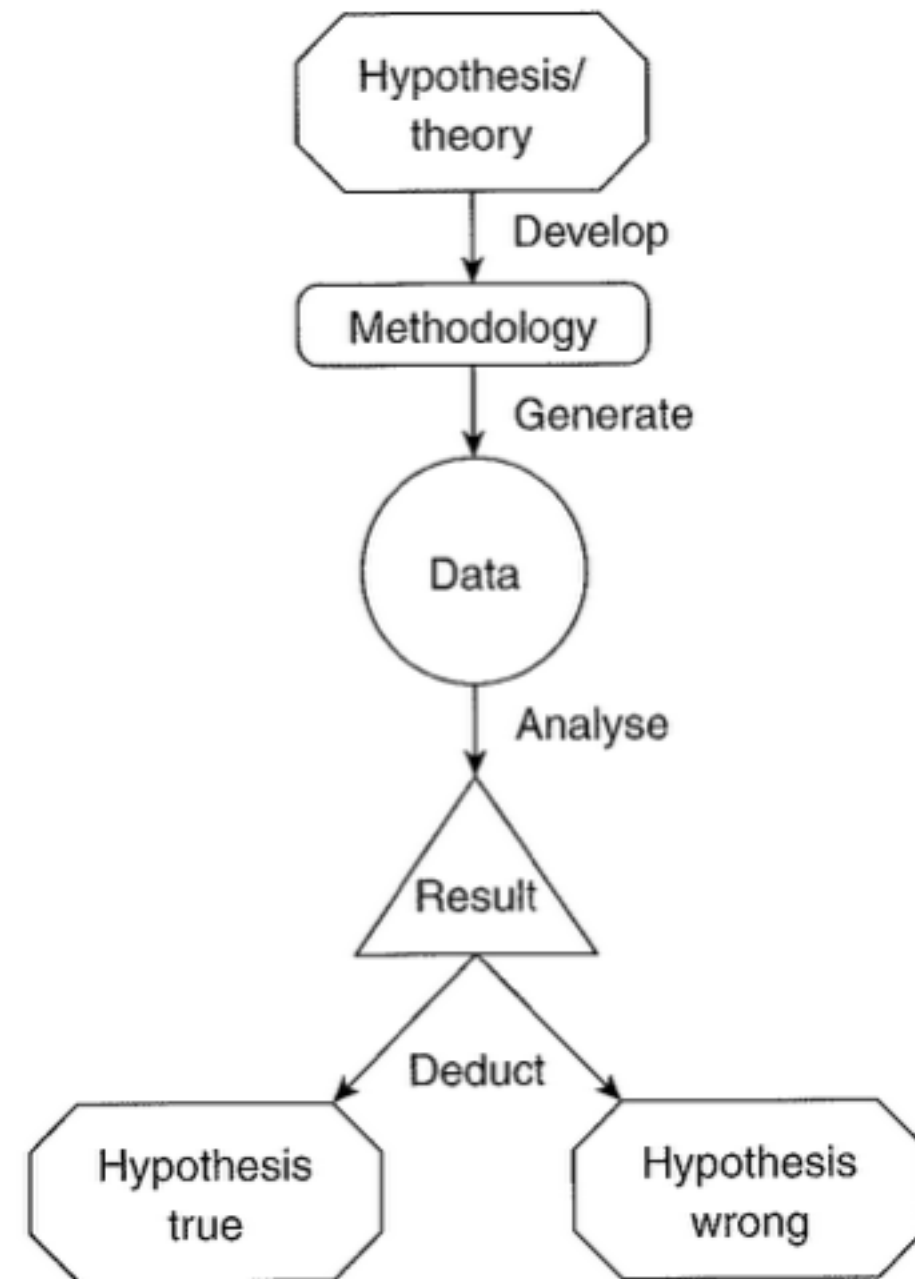 Hypothesis/
theory
Develop
Methodology
Generate
Data
Analyse
Result
Deduct
Hypothesis
true
Hypothesis
wrong